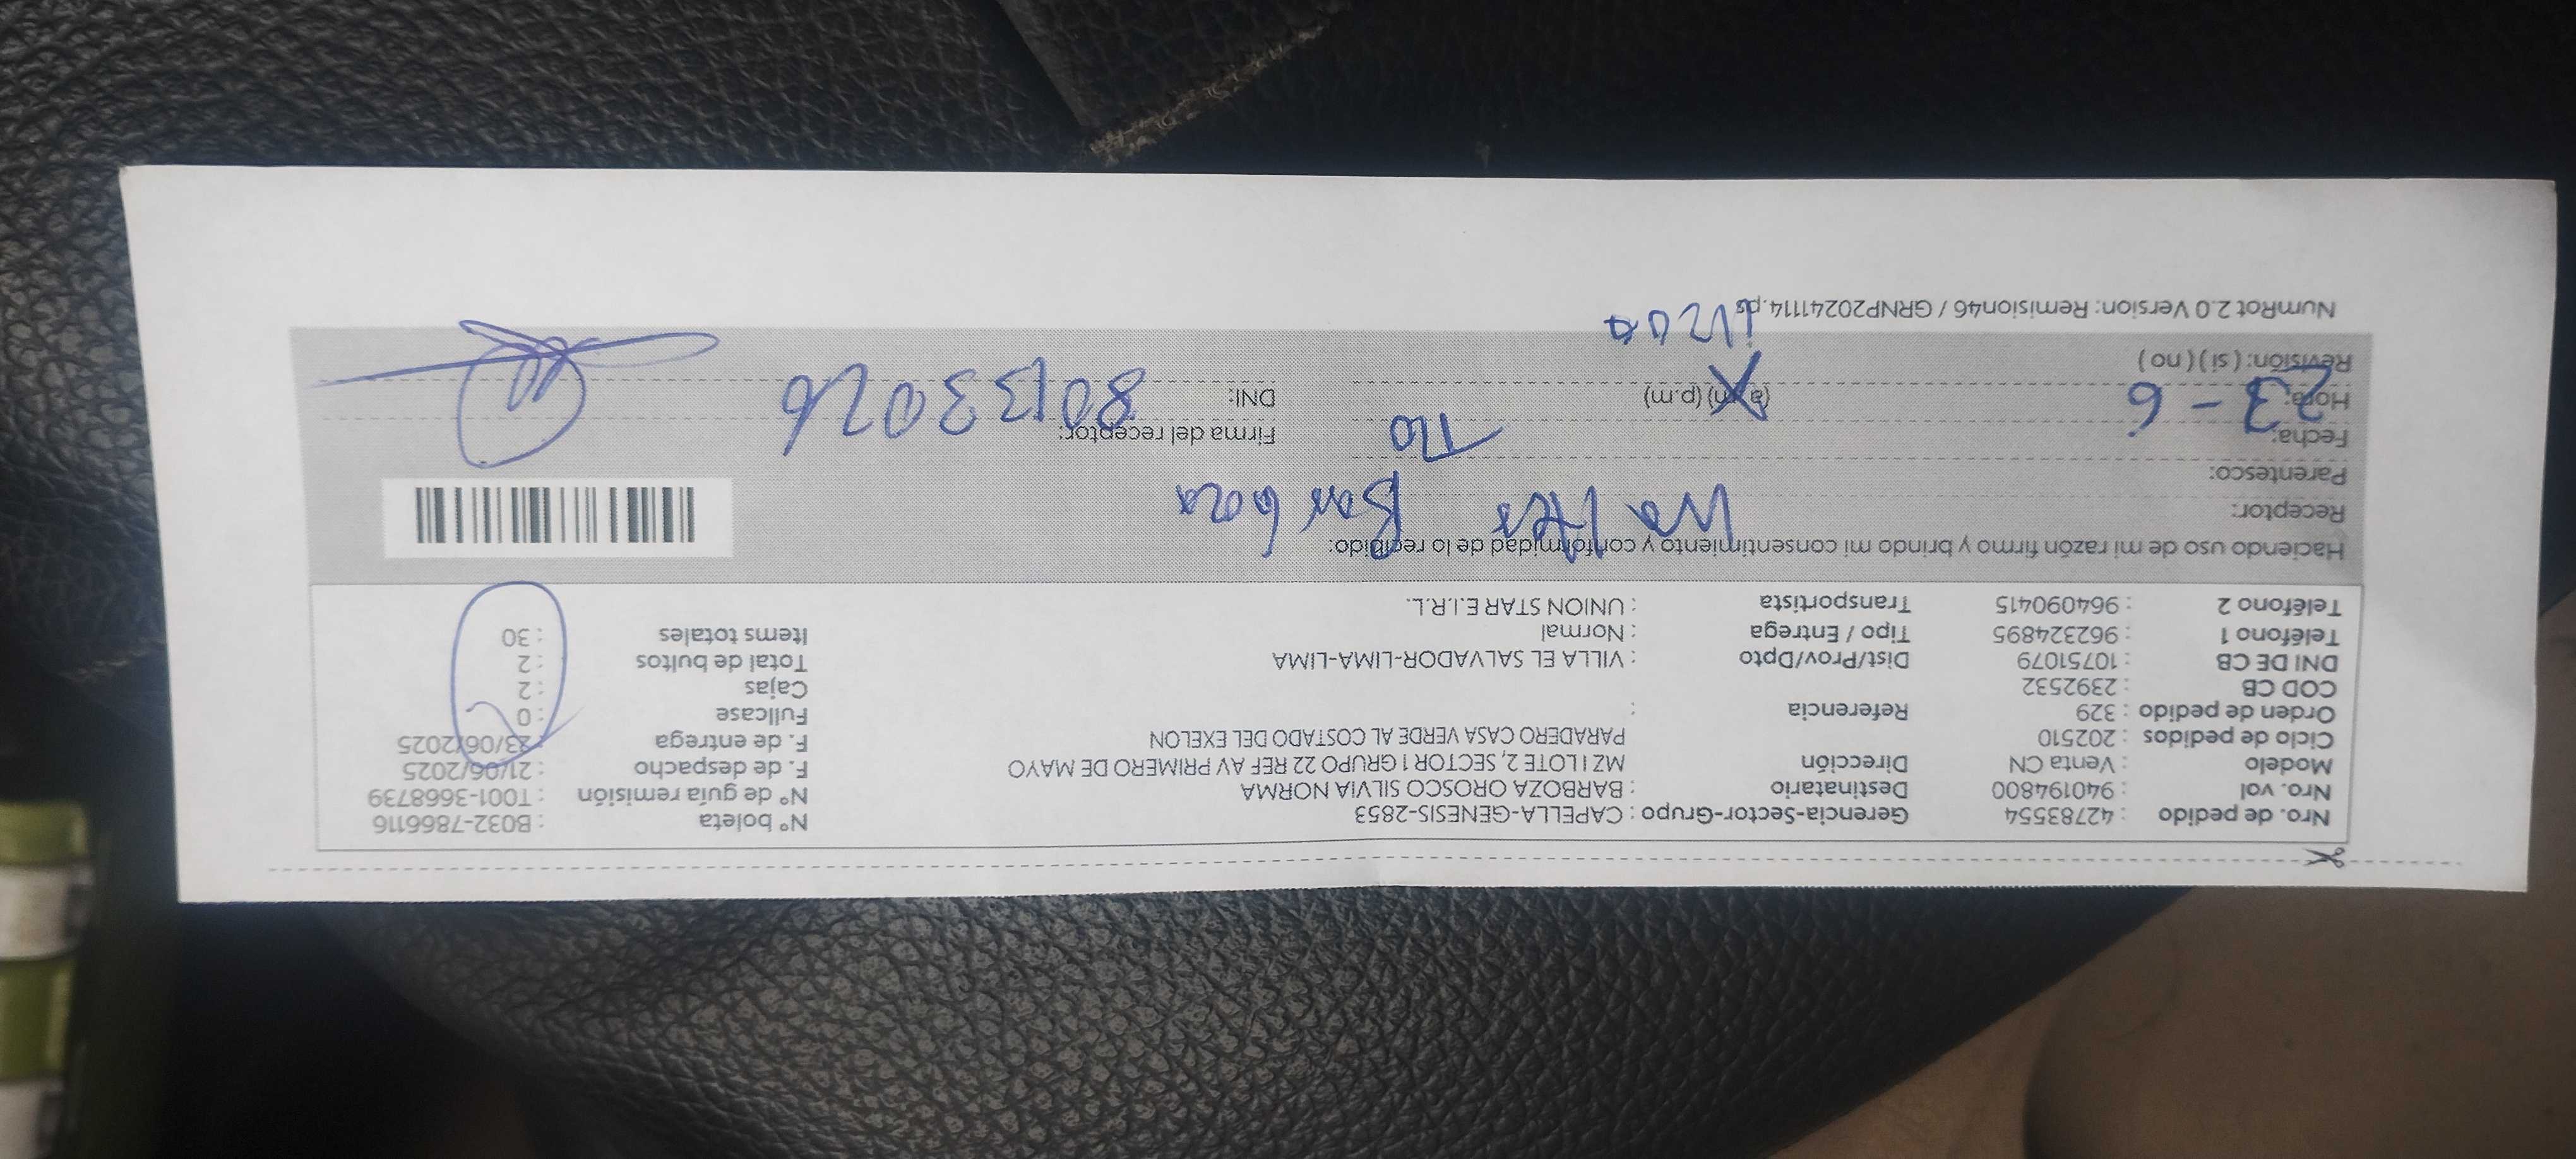 Nro. de pedido : 42783554 Gerencia-Sector-Grupo : CAPELLA-GENESIS-2853 N° boleta : B032-7866116
Nro. vol : 940194800 Destinatario : BARBOZA OROSCO SILVIA NORMA N° de guía remisión : T001-3668739
Modelo : Venta CN Dirección MZ I LOTE 2, SECTOR 1 GRUPO 22 REF AV PRIMERO DE MAYO F. de despacho : 21/06/2025
Ciclo de pedidos : 202510 PARADERO CASA VERDE AL COSTADO DEL EXELON F. de entrega : 23/06/2025
Orden de pedido : 329 Referencia : Fullcase : 0
COD CB : 2392532 Cajas : 2
DNI DE CB : 10751079 Dist/Prov/Dpto : VILLA EL SALVADOR-LIMA-LIMA Total de bultos : 2
Teléfono 1 : 962324895 Tipo / Entrega : Normal Items totales : 30
Teléfono 2 : 964090415 Transportista : UNION STAR E.I.R.L.
Haciendo uso de mi razón firmo y brindo mi consentimiento y conformidad de lo recibido:
Receptor: Walter Barboza
Parentesco: Tio
Fecha: 23-6 Firma del receptor:
Hora: (a.m) (p.m) DNI: 80133026
Revisión: ( si ) ( no )
NumRot 2.0 Version: Remision46 / GRNP20241114.ps